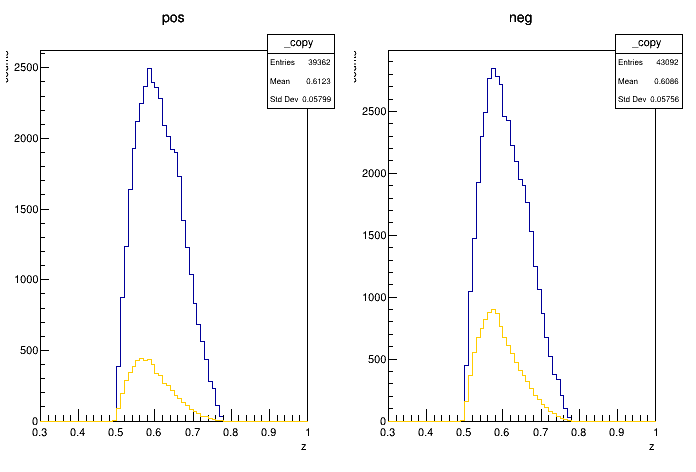 pos
neg
_copy
Entries 39362
Mean 0.6123
Std Dev 0.05799
_copy
Entries 43092
Mean 0.6086
Std Dev 0.05756
2500
2000
1500
1000
500
0
0.3 0.4 0.5 0.6 0.7 0.8 0.9 1
z
2500
2000
1500
1000
500
0
0.3 0.4 0.5 0.6 0.7 0.8 0.9 1
z